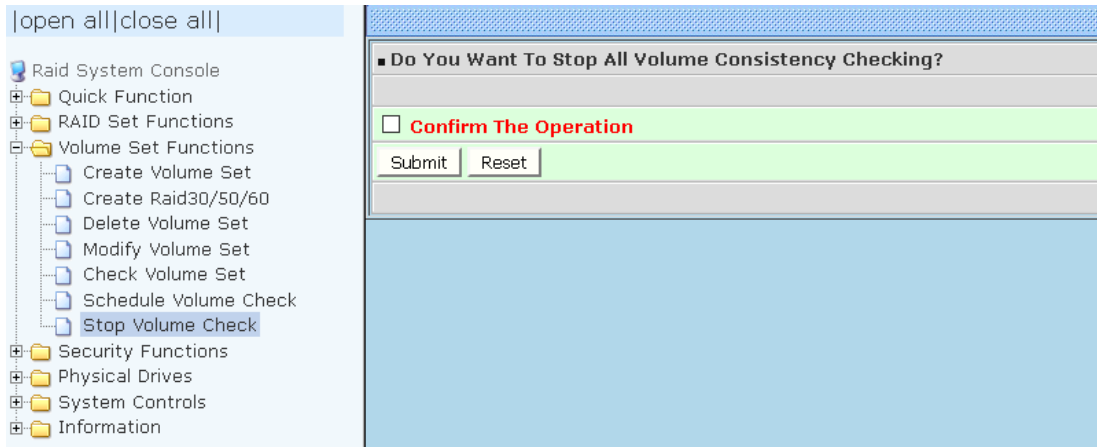 |open all|close all|
Raid System Console
Quick Function
RAID Set Functions
Volume Set Functions
Create Volume Set
Create Raid30/50/60
Delete Volume Set
Modify Volume Set
Check Volume Set
Schedule Volume Check
Stop Volume Check
Security Functions
Physical Drives
System Controls
Information
Do You Want To Stop All Volume Consistency Checking?
Confirm The Operation
Submit Reset